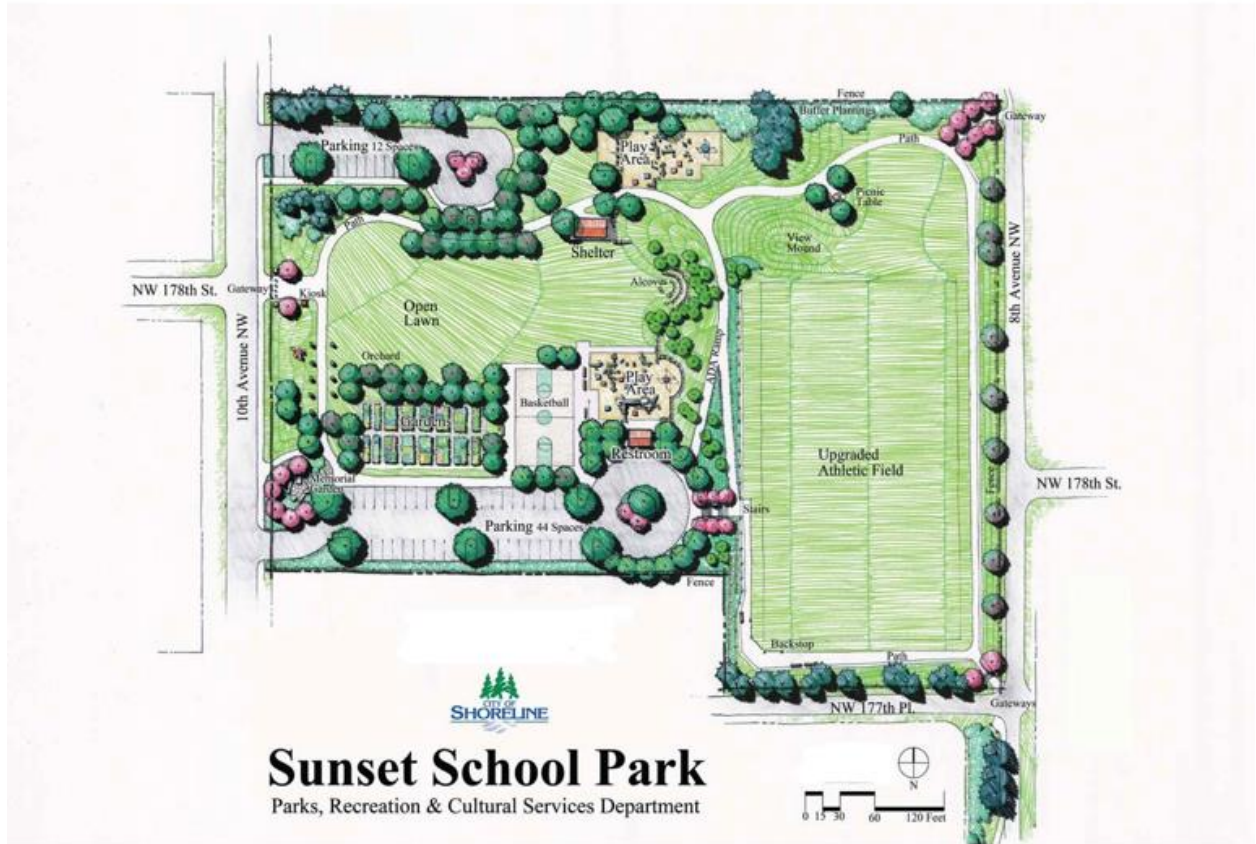 Fence
Buffer Plantings
Gateway
Parking 12 Spaces
Play
Area
Path
Picnic
Table
Path
Shelter
View
Mound
NW 178th St.
Gateway
Kiosk
Alcove
Open
Lawn
8th Avenue NW
10th Avenue NW
ADA Ramp
Orchard
Play
Area
Basketball
Gardens
Restroom
Upgraded
Athletic Field
Fence
NW 178th St.
Memorial
Garden
Parking 44 Spaces
Stairs
Fence
Backstop
Path
Gateways
NW 177th Pl.
CITY OF
SHORELINE
Sunset School Park
Parks, Recreation & Cultural Services Department
N
0 15 30 60 120 Feet